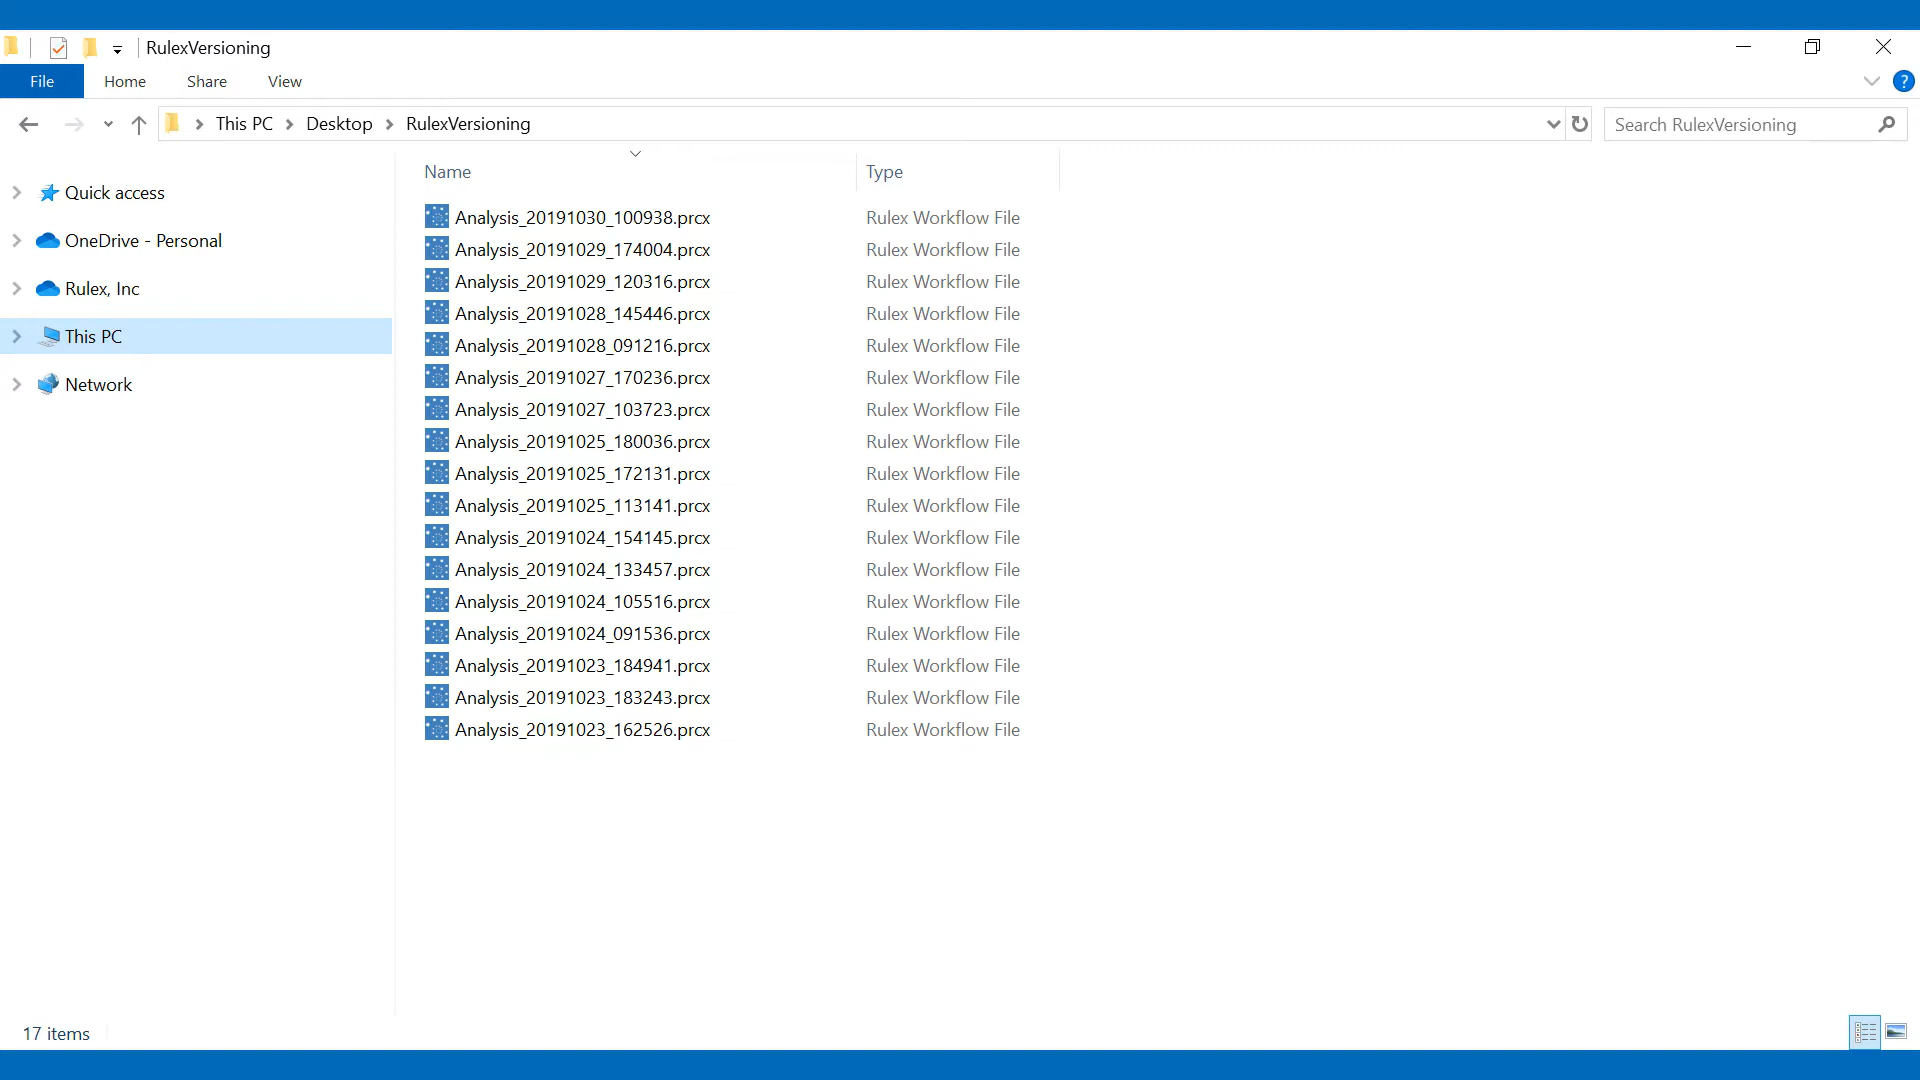 RulexVersioning
File Home Share View
?
This PC Desktop RulexVersioning
Search RulexVersioning
Quick access
OneDrive - Personal
Rulex, Inc
This PC
Network
Name Type
Analysis_20191030_100938.prcx Rulex Workflow File
Analysis_20191029_174004.prcx Rulex Workflow File
Analysis_20191029_120316.prcx Rulex Workflow File
Analysis_20191028_145446.prcx Rulex Workflow File
Analysis_20191028_091216.prcx Rulex Workflow File
Analysis_20191027_170236.prcx Rulex Workflow File
Analysis_20191027_103723.prcx Rulex Workflow File
Analysis_20191025_180036.prcx Rulex Workflow File
Analysis_20191025_172131.prcx Rulex Workflow File
Analysis_20191025_113141.prcx Rulex Workflow File
Analysis_20191024_154145.prcx Rulex Workflow File
Analysis_20191024_133457.prcx Rulex Workflow File
Analysis_20191024_105516.prcx Rulex Workflow File
Analysis_20191024_091536.prcx Rulex Workflow File
Analysis_20191023_184941.prcx Rulex Workflow File
Analysis_20191023_183243.prcx Rulex Workflow File
Analysis_20191023_162526.prcx Rulex Workflow File
17 items